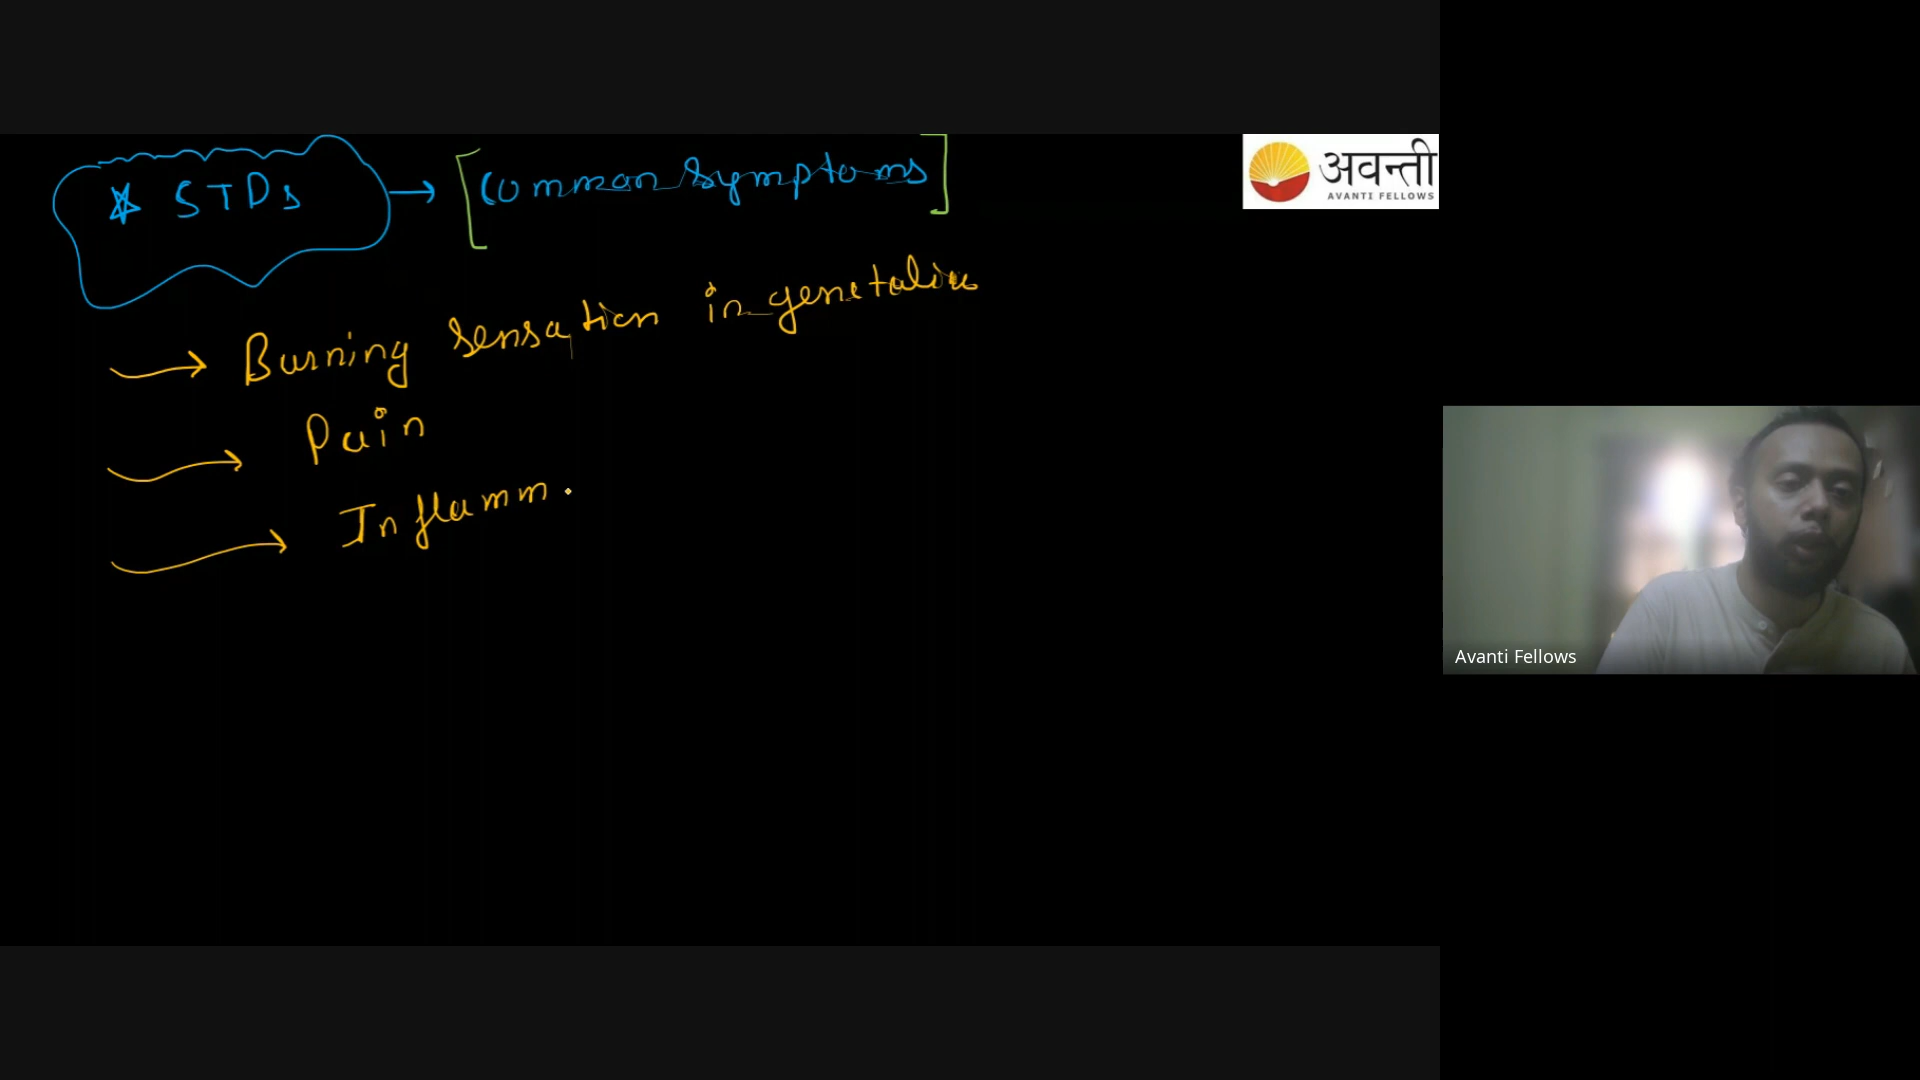 * STDs → [Common Symptoms]
अवन्ती
AVANTI FELLOWS
→ Burning sensation in genetalia
→ Pain
→ Inflamm
Avanti Fellows